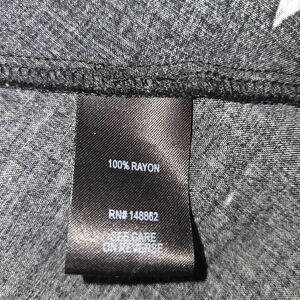 100% RAYON
RN# 148862
SEE CARE
ON REVERSE